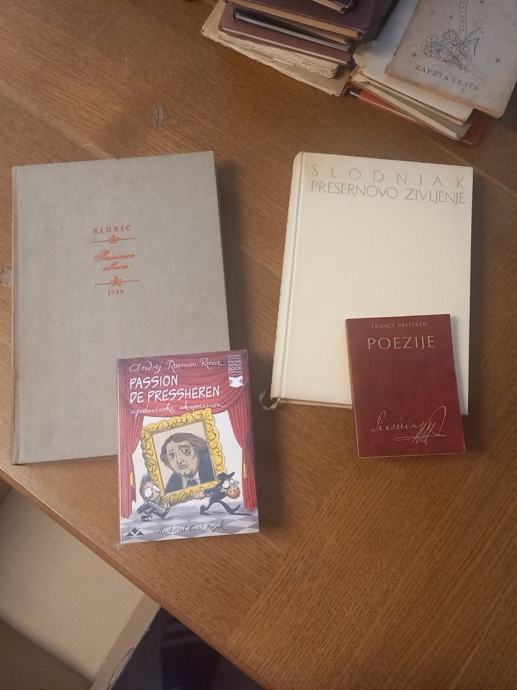 ZAPRTA VRATA
KIDRIČ
Prešernov
album
1949
SLODNJAK
PREŠERNOVO ŽIVLJENJE
FRANCE PREŠEREN
POEZIJE
Andrej Rozman Roza
PASSION
DE PRESSHEREN